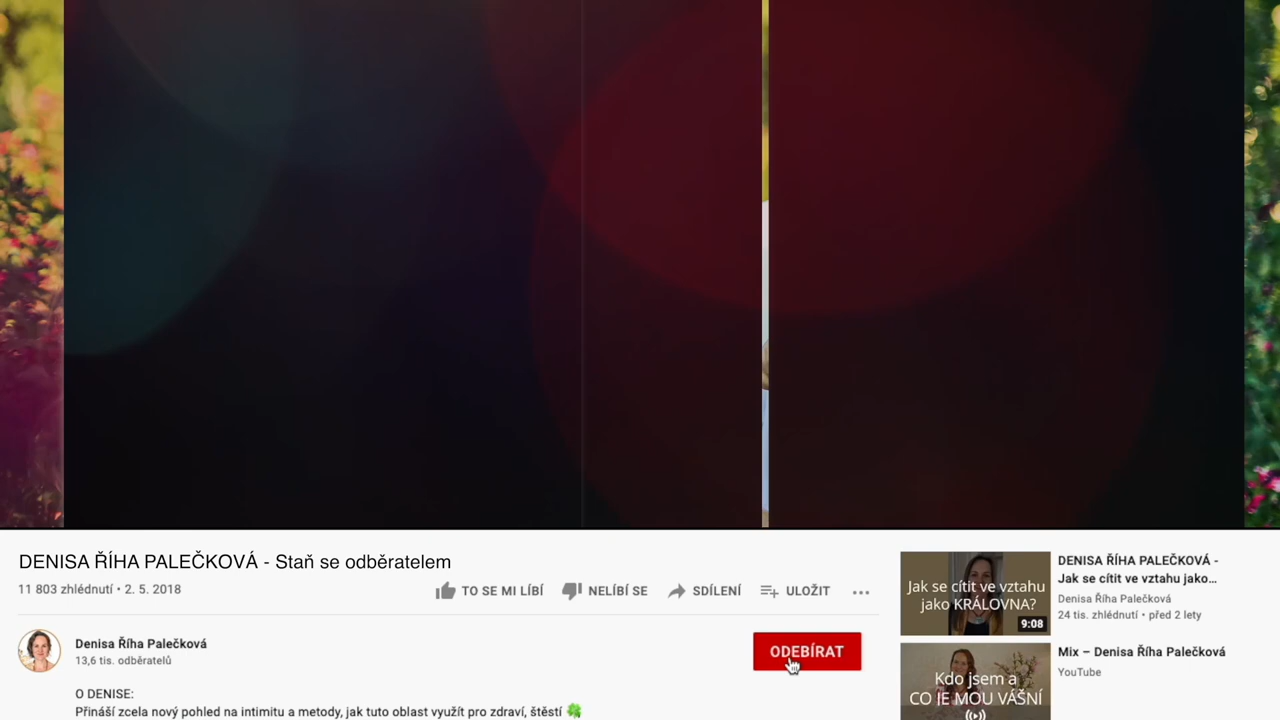 DENISA ŘÍHA PALEČKOVÁ - Staň se odběratelem
11 803 zhlédnutí • 2. 5. 2018
TO SE MI LÍBÍ
NELÍBÍ SE
SDÍLENÍ
ULOŽIT
Denisa Říha Palečková
13,6 tis. odběratelů
ODEBÍRAT
O DENISE:
Přináší zcela nový pohled na intimitu a metody, jak tuto oblast využít pro zdraví, štěstí 🍀
Jak se cítit ve vztahu
jako KRÁLOVNA?
9:08
DENISA ŘÍHA PALEČKOVÁ -
Jak se cítit ve vztahu jako…
Denisa Říha Palečková
24 tis. zhlédnutí • před 2 lety
Kdo jsem a
CO JE MOU VÁŠNÍ
Mix – Denisa Říha Palečková
YouTube